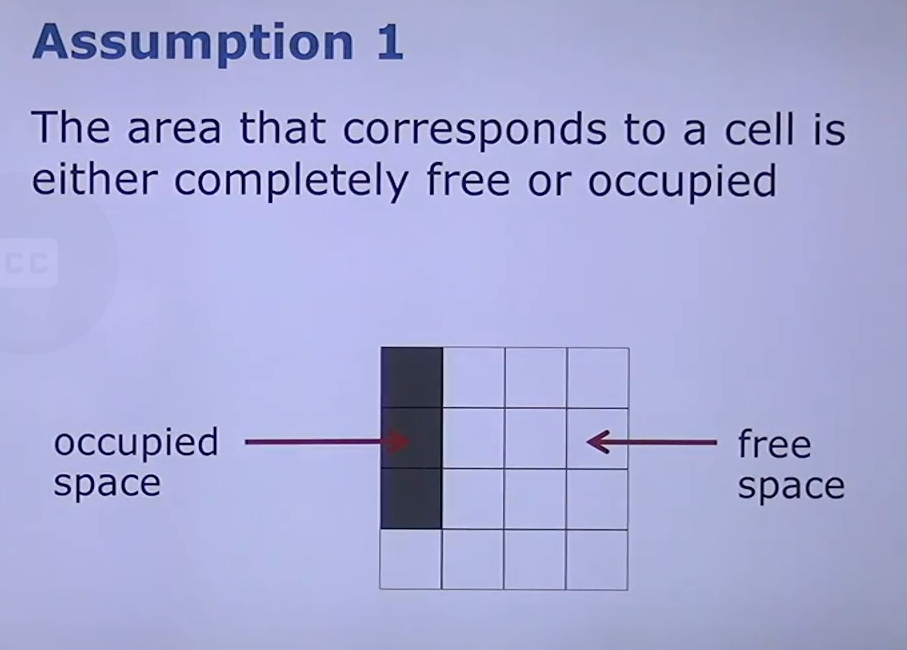 Assumption 1
The area that corresponds to a cell is
either completely free or occupied
CC
occupied
space
free
space